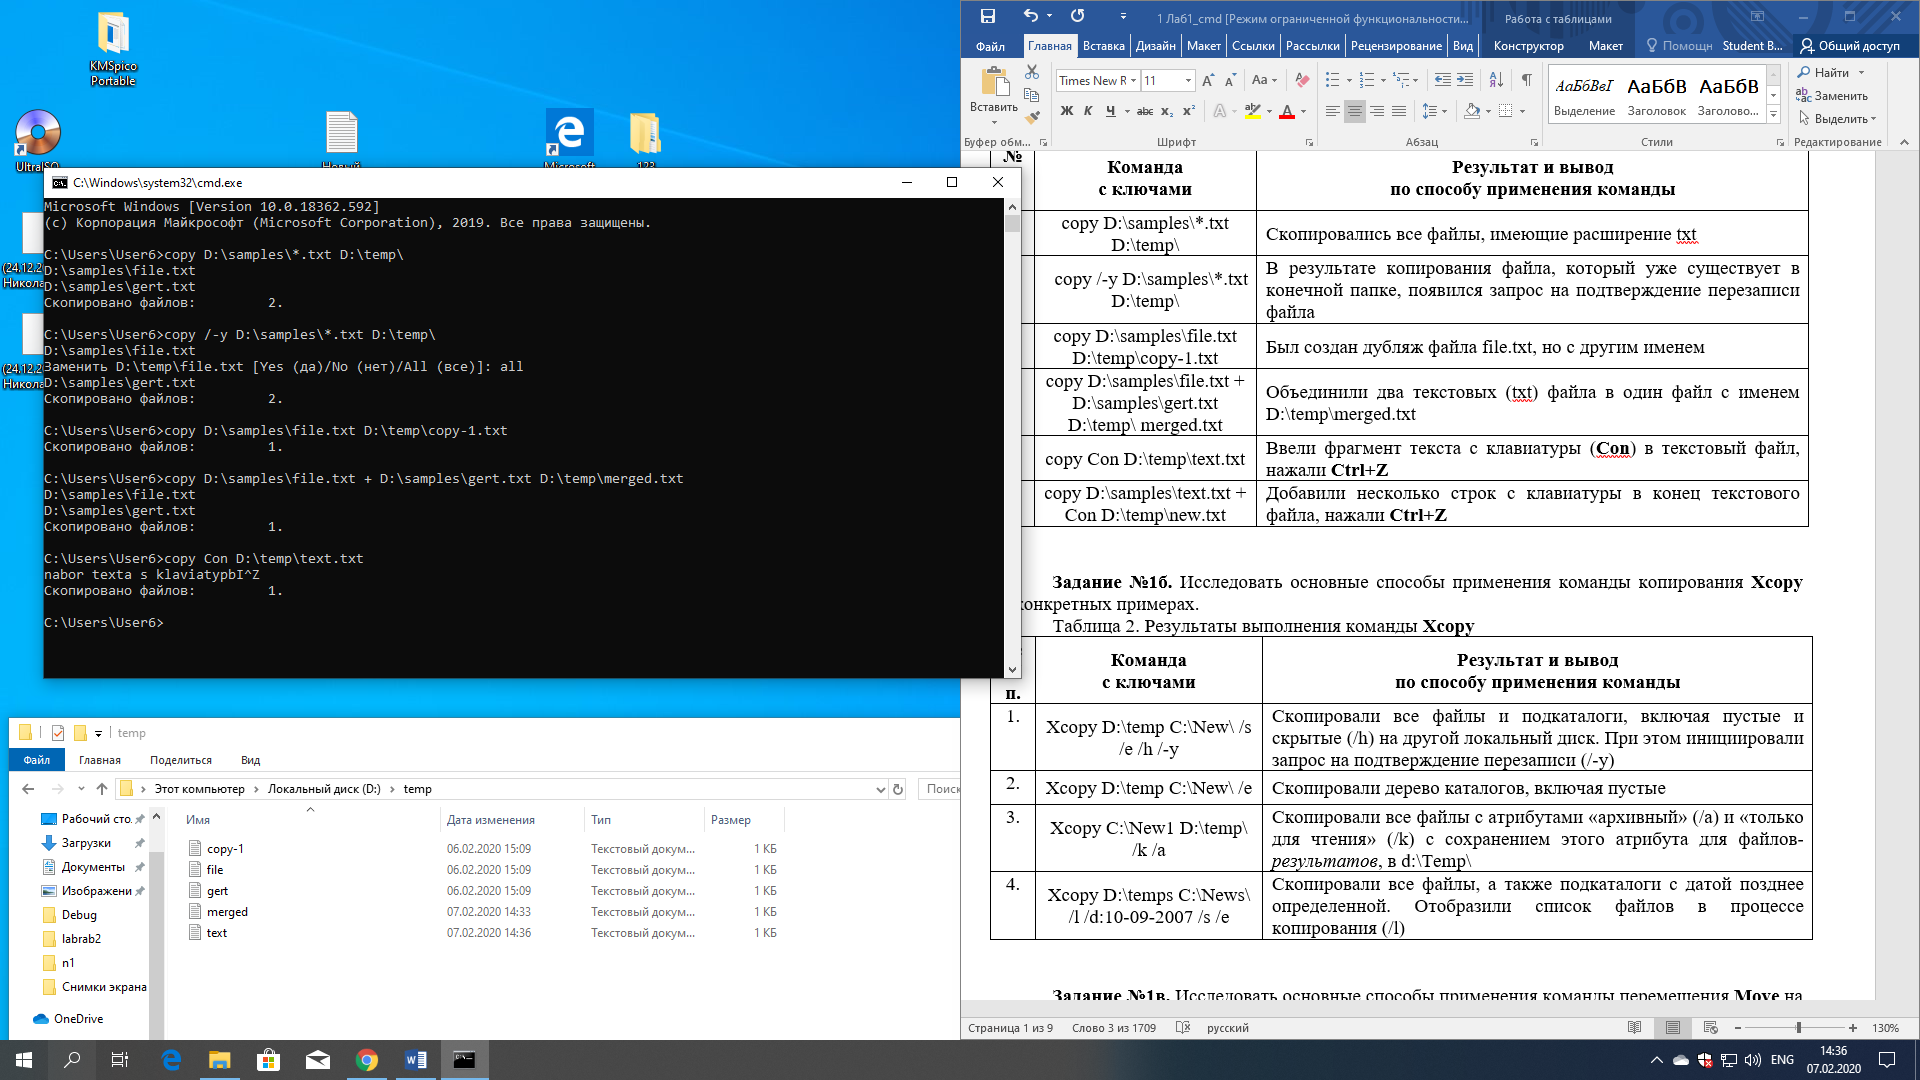 KMSpico
Portable
UltraISO
Новый
Microsoft
123
(24.12.2
Никола
(24.12.2
Никола
C:\Windows\system32\cmd.exe
Microsoft Windows [Version 10.0.18362.592]
(c) Корпорация Майкрософт (Microsoft Corporation), 2019. Все права защищены.
C:\Users\User6>copy D:\samples\*.txt D:\temp\
D:\samples\file.txt
D:\samples\gert.txt
Скопировано файлов:         2.
C:\Users\User6>copy /-y D:\samples\*.txt D:\temp\
D:\samples\file.txt
Заменить D:\temp\file.txt [Yes (да)/No (нет)/All (все)]: all
D:\samples\gert.txt
Скопировано файлов:         2.
C:\Users\User6>copy D:\samples\file.txt D:\temp\copy-1.txt
Скопировано файлов:         1.
C:\Users\User6>copy D:\samples\file.txt + D:\samples\gert.txt D:\temp\merged.txt
D:\samples\file.txt
D:\samples\gert.txt
Скопировано файлов:         1.
C:\Users\User6>copy Con D:\temp\text.txt
nabor texta s klaviatypbI^Z
Скопировано файлов:         1.
C:\Users\User6>
temp
Файл Главная Поделиться Вид
Этот компьютер > Локальный диск (D:) > temp
Поиск
Рабочий сто.
Загрузки
Документы
Изображени
Debug
labrab2
n1
Снимки экрана
OneDrive
Имя Дата изменения Тип Размер
copy-1 06.02.2020 15:09 Текстовый докум... 1 КБ
file 06.02.2020 15:09 Текстовый докум... 1 КБ
gert 06.02.2020 15:09 Текстовый докум... 1 КБ
merged 07.02.2020 14:33 Текстовый докум... 1 КБ
text 07.02.2020 14:36 Текстовый докум... 1 КБ
1 Лаб1_cmd [Режим ограниченной функциональности... Работа с таблицами
Файл Главная Вставка Дизайн Макет Ссылки Рассылки Рецензирование Вид Конструктор Макет Помощн Student B... Общий доступ
Вставить
Буфер обм...
Times New R 11
Aa
Ж К Ч abc x₂ x²
А
Шрифт
Абзац
АаБбВвІ АаБбВ АаБбВ
Выделение Заголовок Заголово...
Стили
Найти
Заменить
Выделить
Редактирование
№
Команда
с ключами
Результат и вывод
по способу применения команды
copy D:\samples\*.txt
D:\temp\
Скопировались все файлы, имеющие расширение txt
copy /-y D:\samples\*.txt
D:\temp\
В результате копирования файла, который уже существует в
конечной папке, появился запрос на подтверждение перезаписи
файла
copy D:\samples\file.txt
D:\temp\copy-1.txt
Был создан дубляж файла file.txt, но с другим именем
copy D:\samples\file.txt +
D:\samples\gert.txt
D:\temp\ merged.txt
Объединили два текстовых (txt) файла в один файл с именем
D:\temp\merged.txt
copy Con D:\temp\text.txt
Ввели фрагмент текста с клавиатуры (Con) в текстовый файл,
нажали Ctrl+Z
copy D:\samples\text.txt +
Con D:\temp\new.txt
Добавили несколько строк с клавиатуры в конец текстового
файла, нажали Ctrl+Z
Задание №1б. Исследовать основные способы применения команды копирования Xcopy
конкретных примерах.
Таблица 2. Результаты выполнения команды Xcopy
п.
Команда
с ключами
Результат и вывод
по способу применения команды
1.
Xcopy D:\temp C:\New\ /s
/e /h /-y
Скопировали все файлы и подкаталоги, включая пустые и
скрытые (/h) на другой локальный диск. При этом инициировали
запрос на подтверждение перезаписи (/-y)
2.
Xcopy D:\temp C:\New\ /e
Скопировали дерево каталогов, включая пустые
3.
Xcopy C:\New1 D:\temp\
/k /a
Скопировали все файлы с атрибутами «архивный» (/a) и «только
для чтения» (/k) с сохранением этого атрибута для файлов-
результатов, в d:\Temp\
4.
Xcopy D:\temps C:\News\
/l /d:10-09-2007 /s /e
Скопировали все файлы, а также подкаталоги с датой позднее
определенной. Отобразили список файлов в процессе
копирования (/l)
Задание №1в. Исследовать основные способы применения команды перемещения Move на
Страница 1 из 9 Слово 3 из 1709 русский
130%
ENG
14:36
07.02.2020